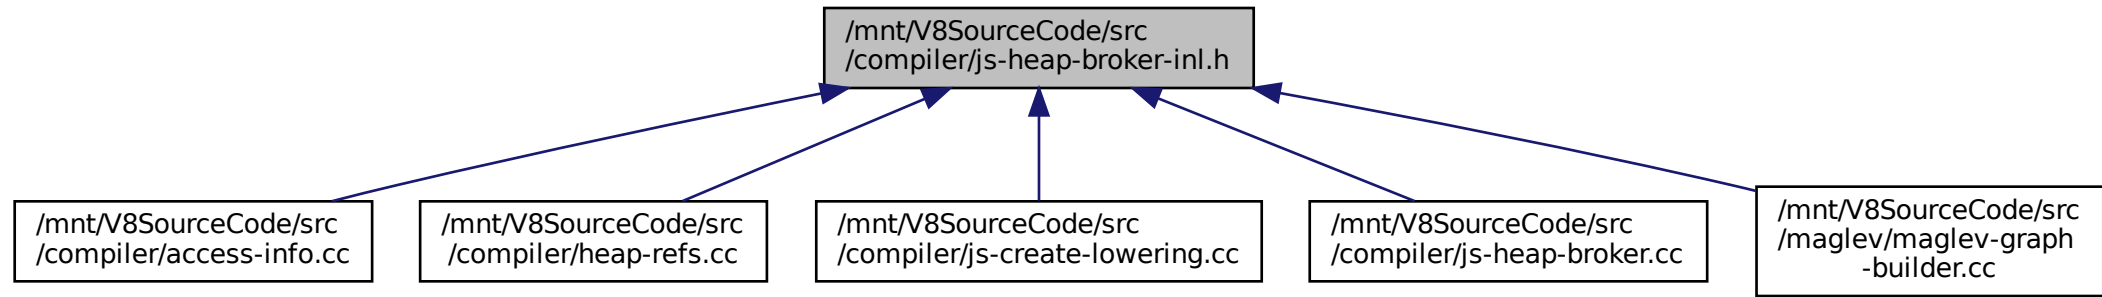 /mnt/V8SourceCode/src
/compiler/js-heap-broker-inl.h
/mnt/V8SourceCode/src
/compiler/access-info.cc
/mnt/V8SourceCode/src
/compiler/heap-refs.cc
/mnt/V8SourceCode/src
/compiler/js-create-lowering.cc
/mnt/V8SourceCode/src
/compiler/js-heap-broker.cc
/mnt/V8SourceCode/src
/maglev/maglev-graph
-builder.cc